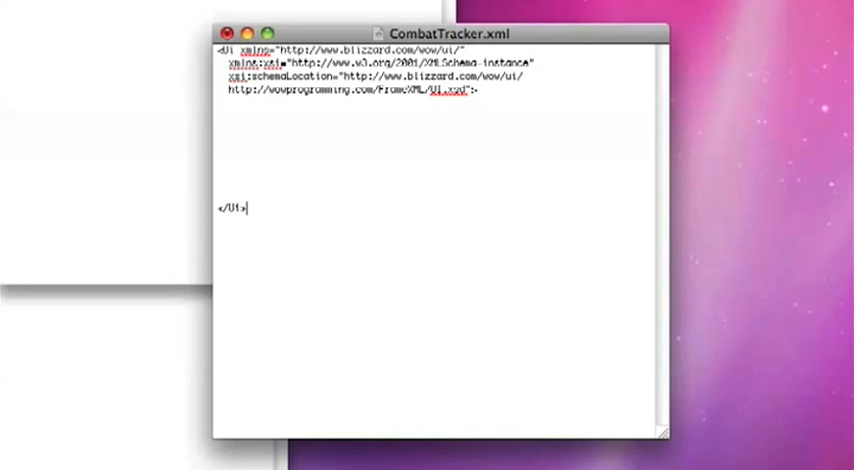 CombatTracker.xml
<Ui xmlns="http://www.blizzard.com/wow/ui/"
xmlns:xsi="http://www.w3.org/2001/XMLSchema-instance"
xsi:schemaLocation="http://www.blizzard.com/wow/ui/
http://wowprogramming.com/FrameXML/UI.xsd">
</Ui>